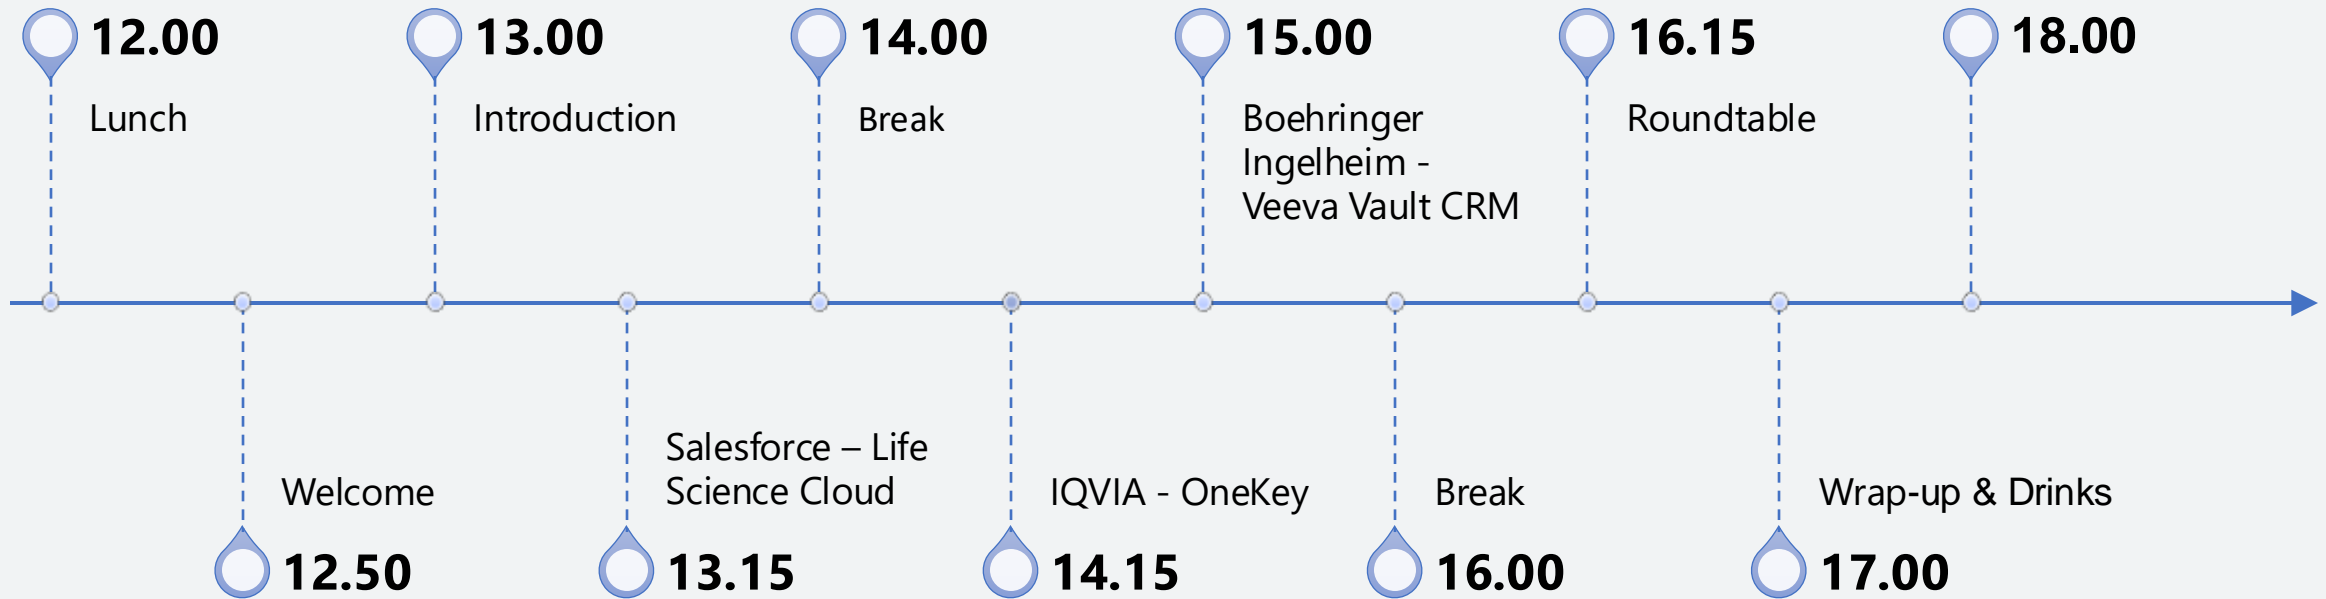 12.00
Lunch
13.00
Introduction
14.00
Break
15.00
Boehringer
Ingelheim -
Veeva Vault CRM
16.15
Roundtable
18.00
Welcome
12.50
Salesforce – Life
Science Cloud
13.15
IQVIA - OneKey
14.15
Break
16.00
Wrap-up & Drinks
17.00